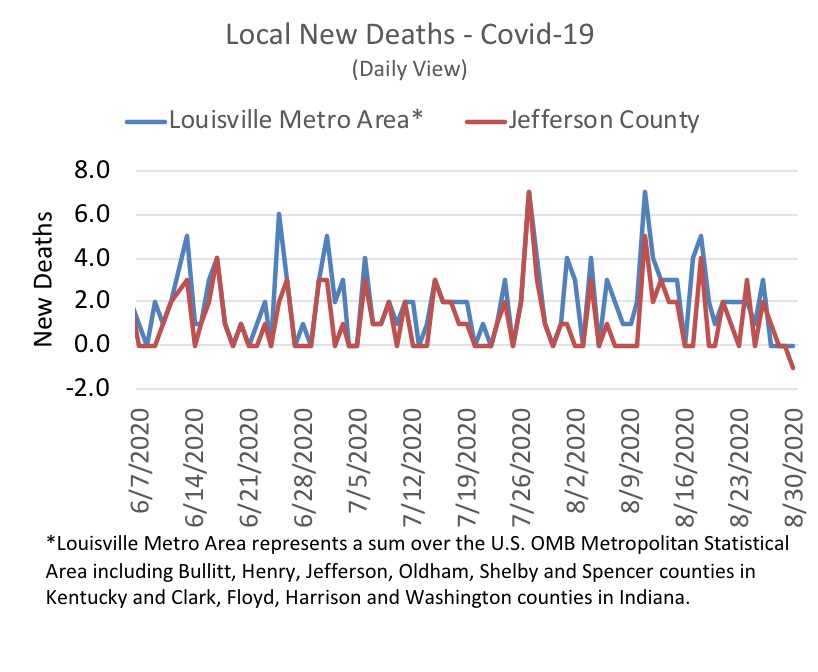 Local New Deaths - Covid-19
(Daily View)
Louisville Metro Area*
Jefferson County
New Deaths
8.0
6.0
4.0
2.0
0.0
-2.0
6/7/2020
6/14/2020
6/21/2020
6/28/2020
7/5/2020
7/12/2020
7/19/2020
7/26/2020
8/2/2020
8/9/2020
8/16/2020
8/23/2020
8/30/2020
*Louisville Metro Area represents a sum over the U.S. OMB Metropolitan Statistical
Area including Bullitt, Henry, Jefferson, Oldham, Shelby and Spencer counties in
Kentucky and Clark, Floyd, Harrison and Washington counties in Indiana.